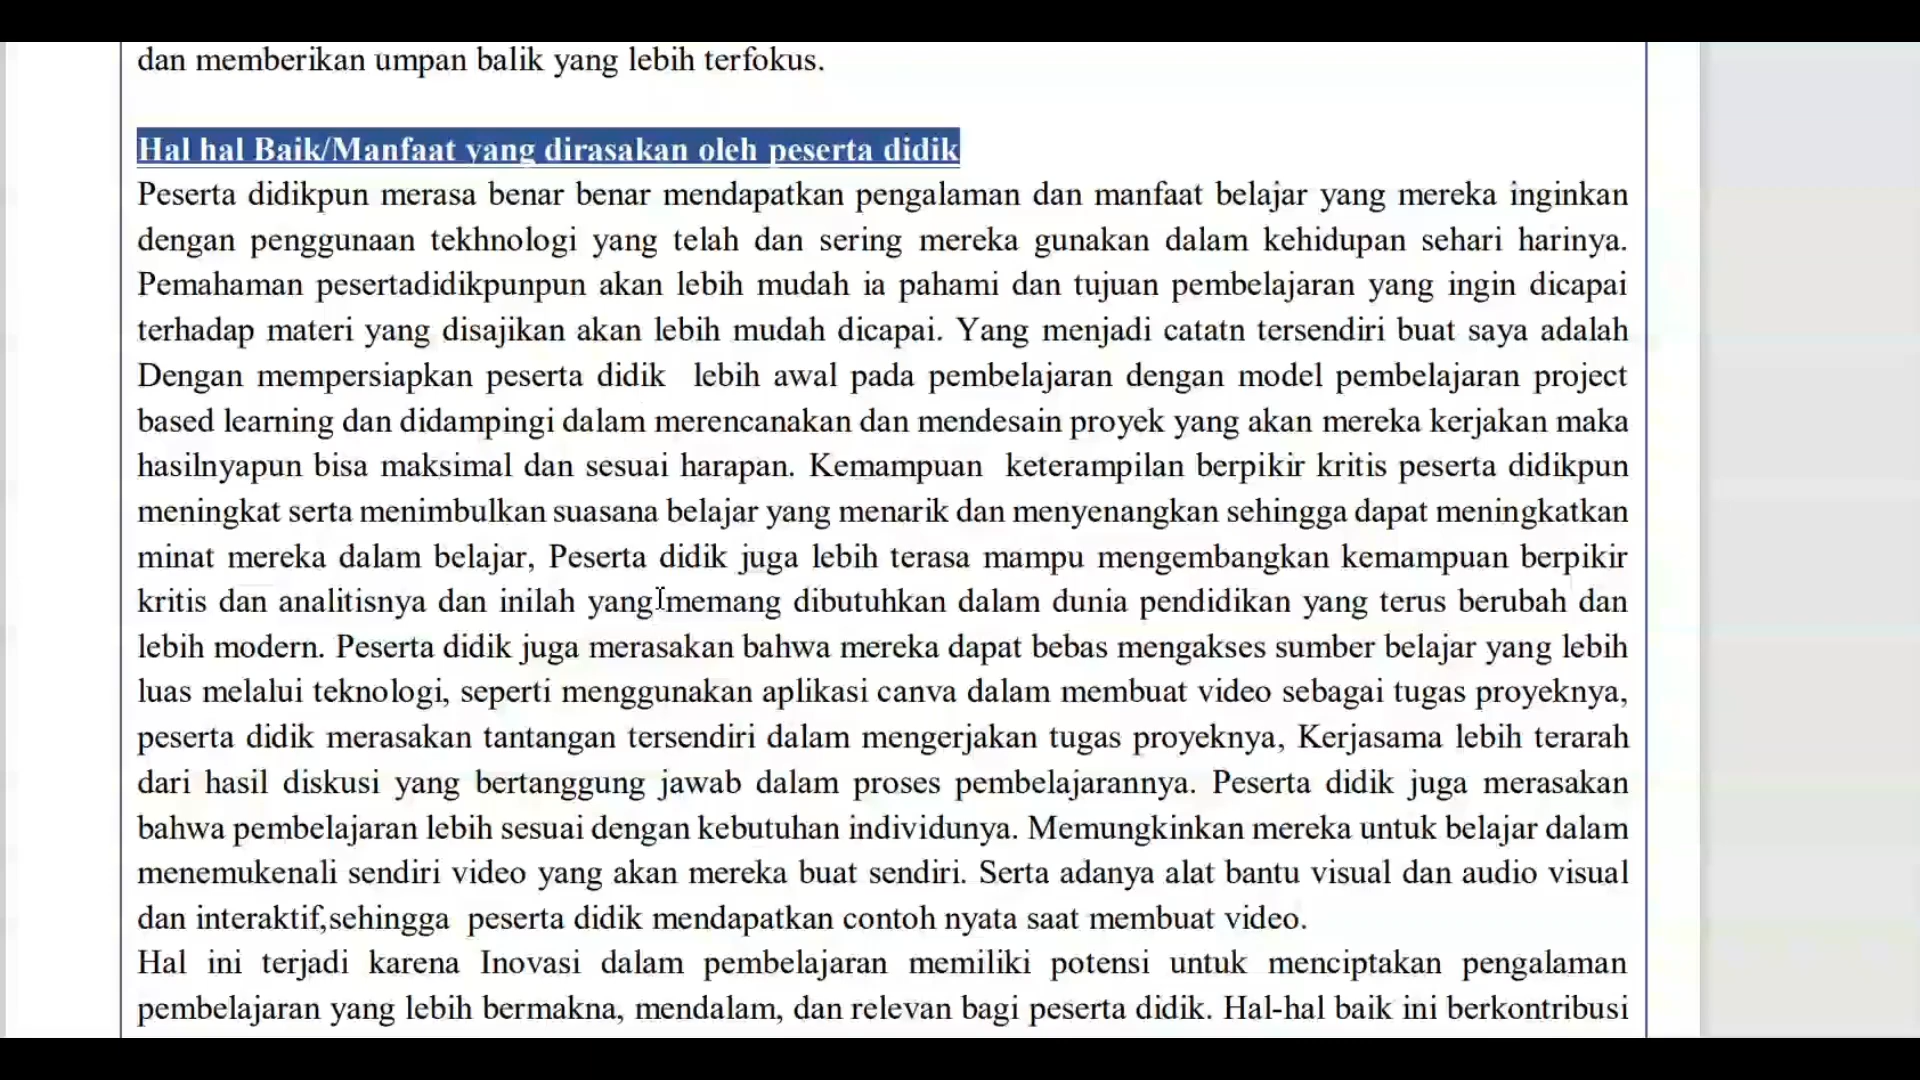 dan memberikan umpan balik yang lebih terfokus.
Hal hal Baik/Manfaat yang dirasakan oleh peserta didik
Peserta didikpun merasa benar benar mendapatkan pengalaman dan manfaat belajar yang mereka inginkan
dengan penggunaan tekhnologi yang telah dan sering mereka gunakan dalam kehidupan sehari harinya.
Pemahaman pesertadidikpunpun akan lebih mudah ia pahami dan tujuan pembelajaran yang ingin dicapai
terhadap materi yang disajikan akan lebih mudah dicapai. Yang menjadi catatn tersendiri buat saya adalah
Dengan mempersiapkan peserta didik lebih awal pada pembelajaran dengan model pembelajaran project
based learning dan didampingi dalam merencanakan dan mendesain proyek yang akan mereka kerjakan maka
hasilnyapun bisa maksimal dan sesuai harapan. Kemampuan keterampilan berpikir kritis peserta didikpun
meningkat serta menimbulkan suasana belajar yang menarik dan menyenangkan sehingga dapat meningkatkan
minat mereka dalam belajar, Peserta didik juga lebih terasa mampu mengembangkan kemampuan berpikir
kritis dan analitisnya dan inilah yang memang dibutuhkan dalam dunia pendidikan yang terus berubah dan
lebih modern. Peserta didik juga merasakan bahwa mereka dapat bebas mengakses sumber belajar yang lebih
luas melalui teknologi, seperti menggunakan aplikasi canva dalam membuat video sebagai tugas proyeknya,
peserta didik merasakan tantangan tersendiri dalam mengerjakan tugas proyeknya, Kerjasama lebih terarah
dari hasil diskusi yang bertanggung jawab dalam proses pembelajarannya. Peserta didik juga merasakan
bahwa pembelajaran lebih sesuai dengan kebutuhan individunya. Memungkinkan mereka untuk belajar dalam
menemukenali sendiri video yang akan mereka buat sendiri. Serta adanya alat bantu visual dan audio visual
dan interaktif,sehingga peserta didik mendapatkan contoh nyata saat membuat video.
Hal ini terjadi karena Inovasi dalam pembelajaran memiliki potensi untuk menciptakan pengalaman
pembelajaran yang lebih bermakna, mendalam, dan relevan bagi peserta didik. Hal-hal baik ini berkontribusi